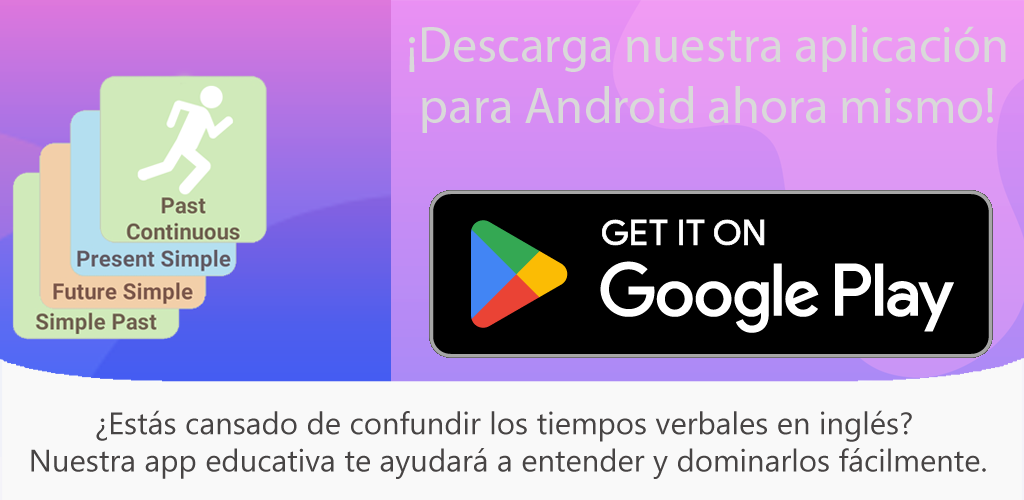 ¡Descarga nuestra aplicación
para Android ahora mismo!
Past
Continuous
Present Simple
Future Simple
Simple Past
GET IT ON
Google Play
¿Estás cansado de confundir los tiempos verbales en inglés?
Nuestra app educativa te ayudará a entender y dominarlos fácilmente.